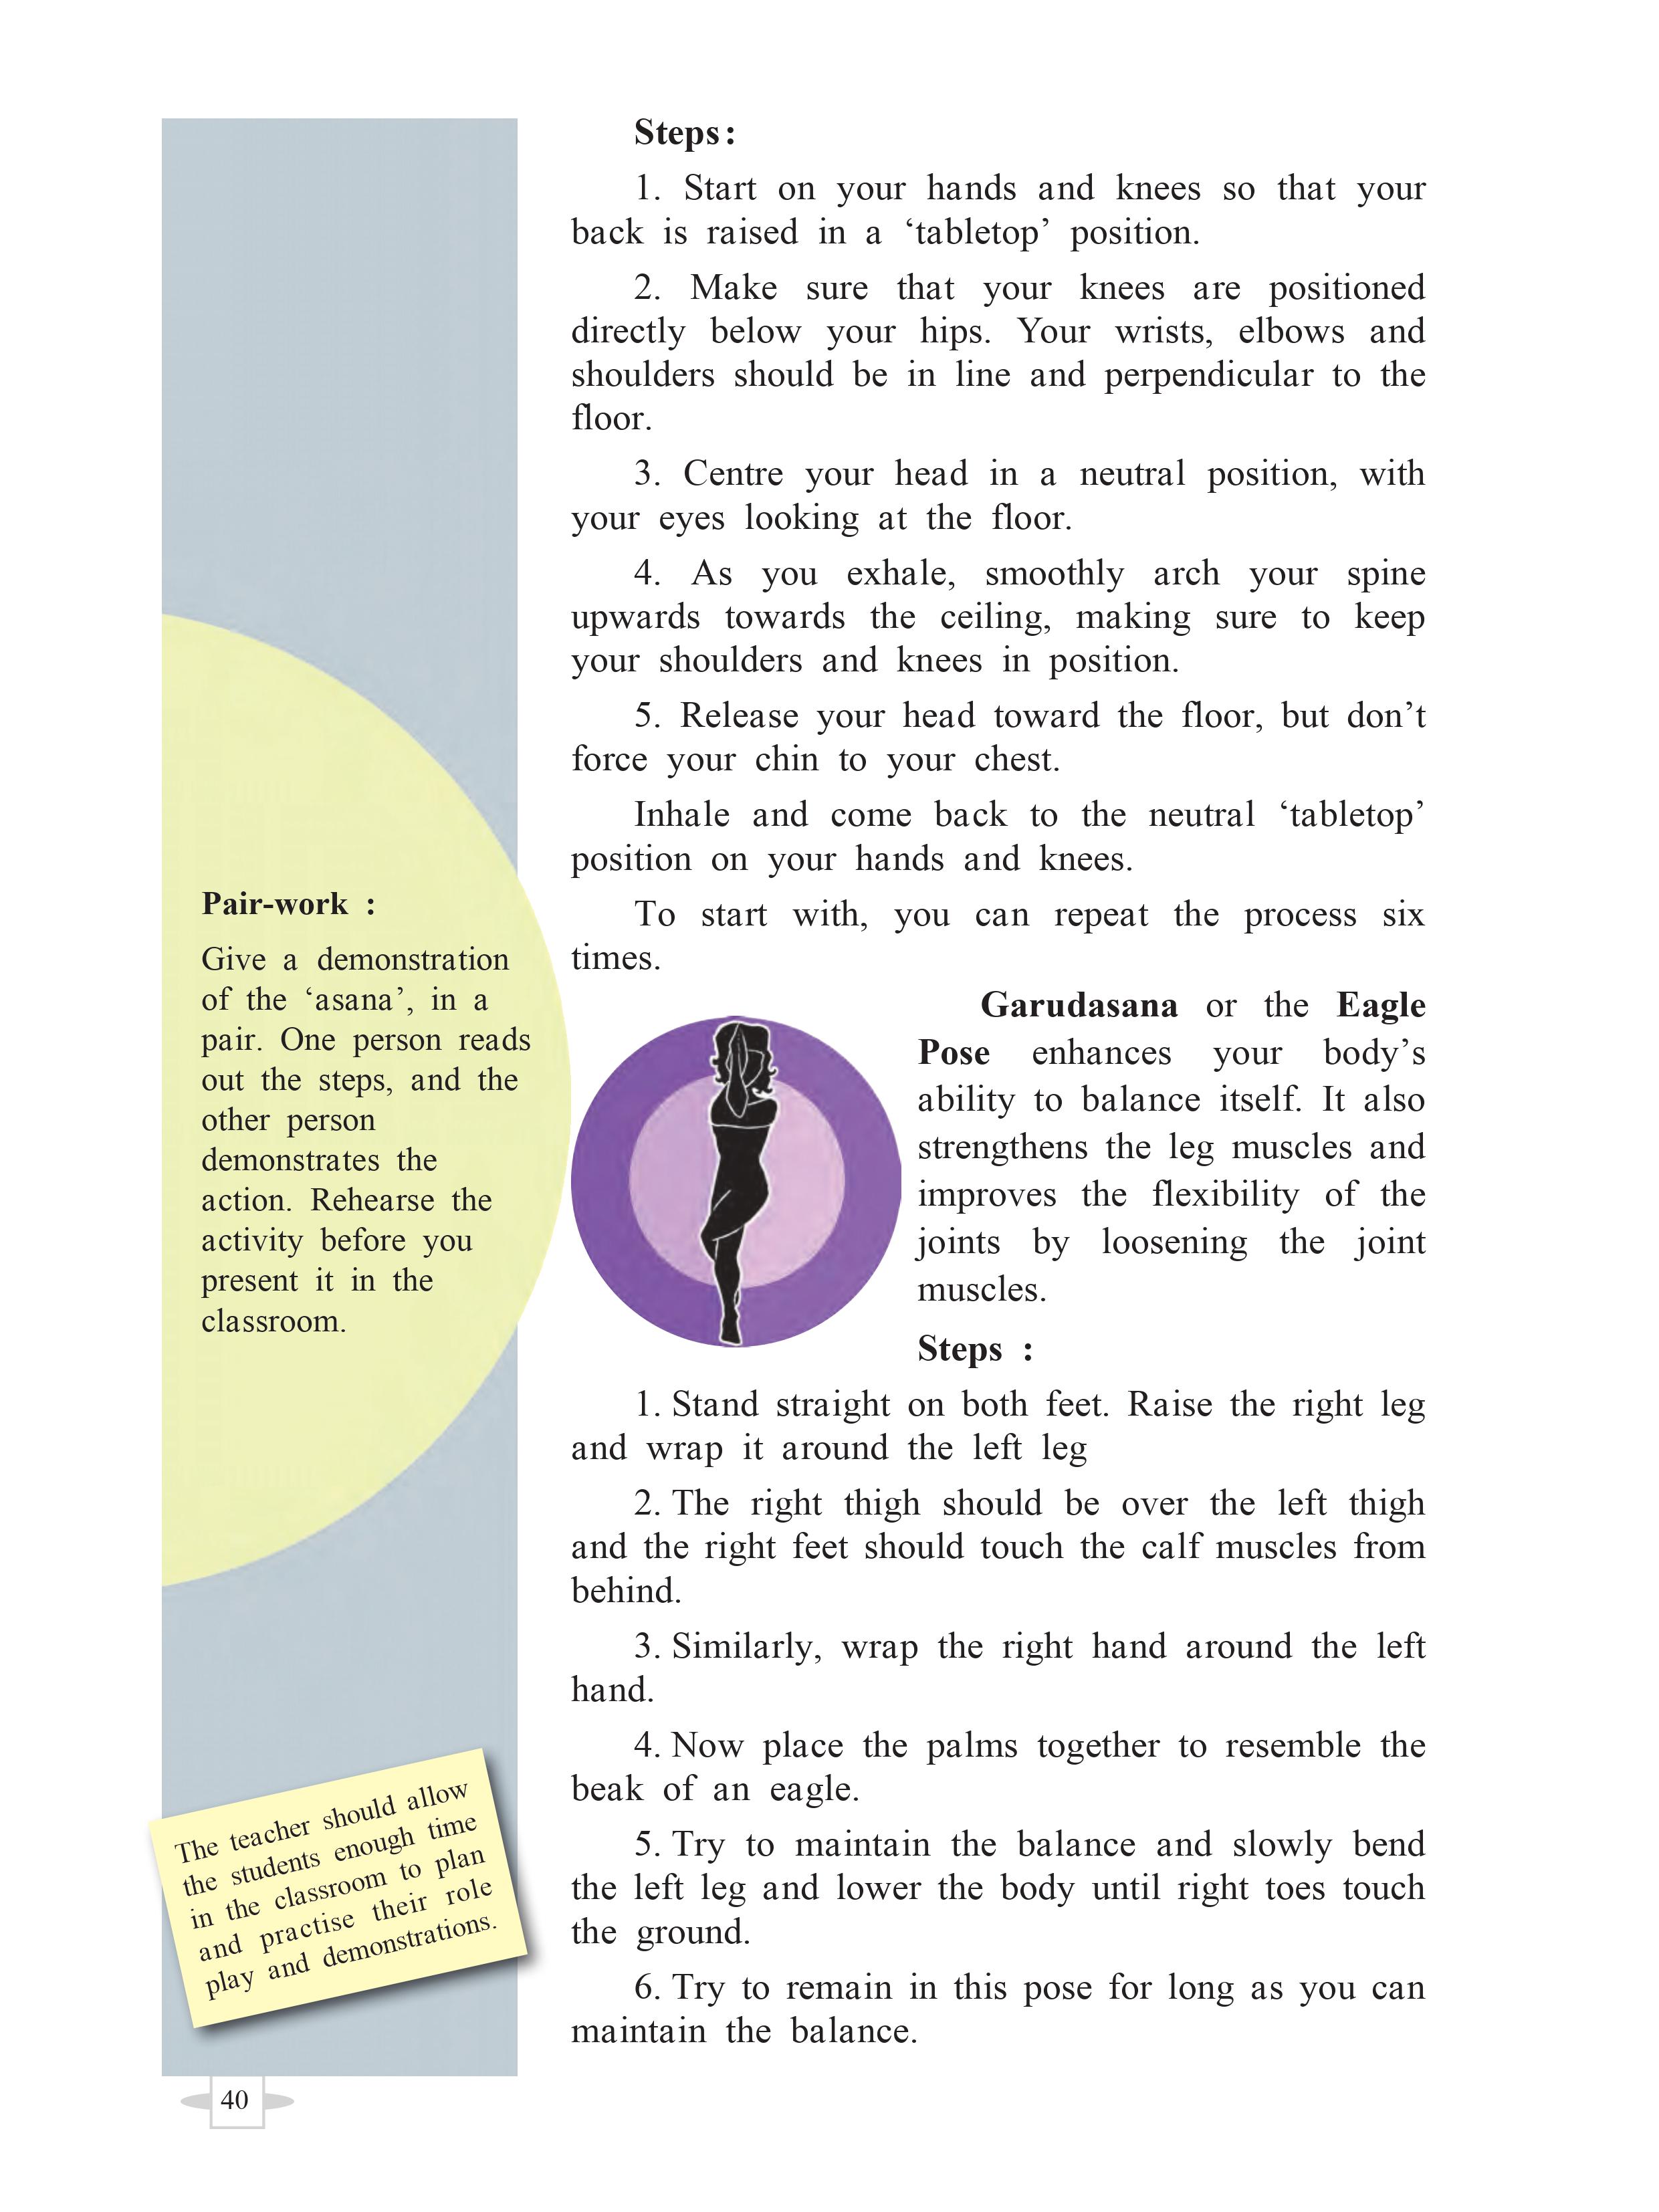 Steps :
1. Start on your hands and knees so that your
back is raised in a ‘tabletop’ position.
2. Make sure that your knees are positioned
directly below your hips. Your wrists, elbows and
shoulders should be in line and perpendicular to the
floor.
3. Centre your head in a neutral position, with
your eyes looking at the floor.
4. As you exhale, smoothly arch your spine
upwards towards the ceiling, making sure to keep
your shoulders and knees in position.
5. Release your head toward the floor, but don’t
force your chin to your chest.
Inhale and come back to the neutral ‘tabletop’
position on your hands and knees.
To start with, you can repeat the process six
times.
Garudasana or the Eagle
Pose enhances your body’s
ability to balance itself. It also
strengthens the leg muscles and
improves the flexibility of the
joints by loosening the joint
muscles.
Steps :
1. Stand straight on both feet. Raise the right leg
and wrap it around the left leg
2. The right thigh should be over the left thigh
and the right feet should touch the calf muscles from
behind.
3. Similarly, wrap the right hand around the left
hand.
4. Now place the palms together to resemble the
beak of an eagle.
5. Try to maintain the balance and slowly bend
the left leg and lower the body until right toes touch
the ground.
6. Try to remain in this pose for long as you can
maintain the balance.
Pair-work :
Give a demonstration
of the ‘asana’, in a
pair. One person reads
out the steps, and the
other person
demonstrates the
action. Rehearse the
activity before you
present it in the
classroom.
The teacher should allow
the students enough time
in the classroom to plan
and practise their role
play and demonstrations.
40